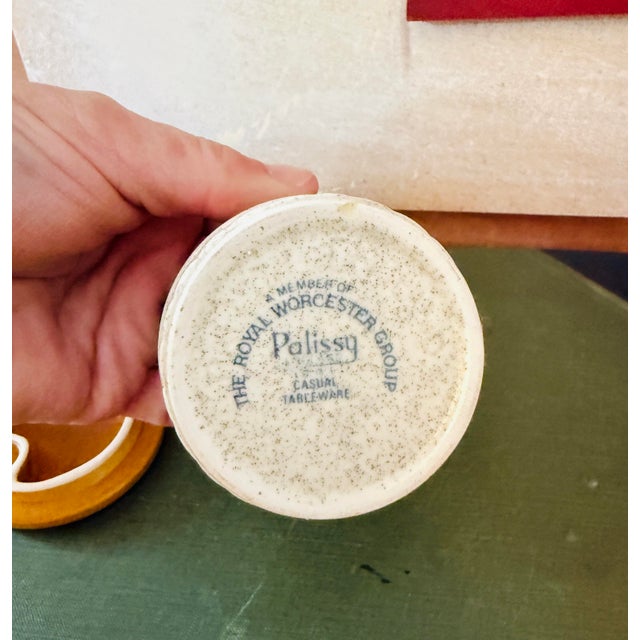 A MEMBER OF
THE ROYAL WORCESTER GROUP
Palissy
CASUAL
TABLEWARE